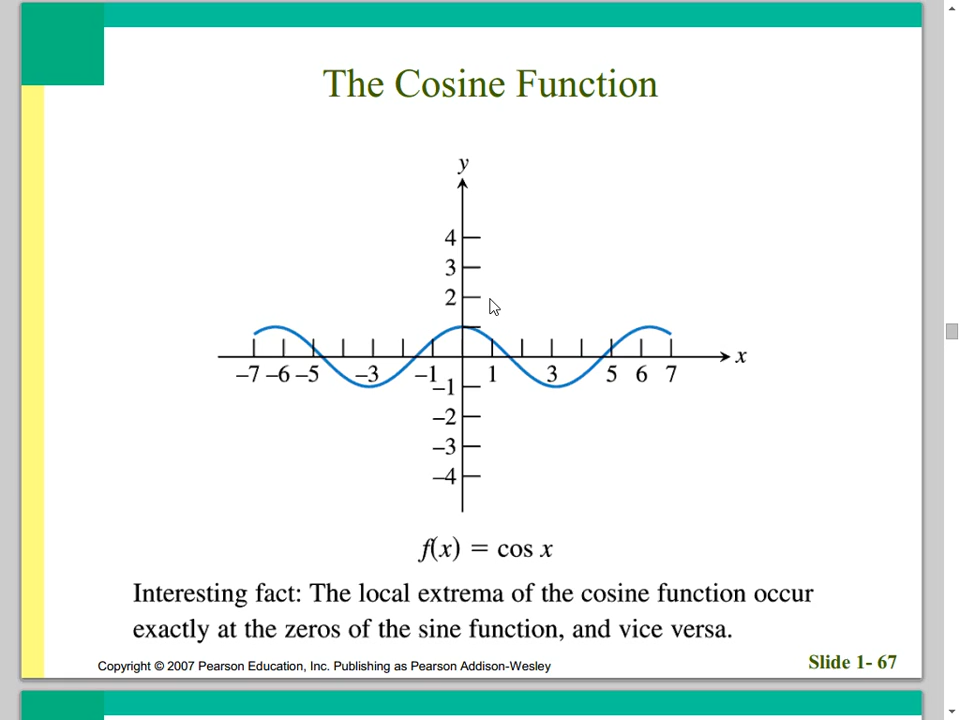 The Cosine Function
y
4
3
2
x
–7 –6 –5 –3 –1 1 3 5 6 7
–1
–2
–3
–4
f(x) = cos x
Interesting fact: The local extrema of the cosine function occur
exactly at the zeros of the sine function, and vice versa.
Copyright © 2007 Pearson Education, Inc. Publishing as Pearson Addison-Wesley
Slide 1- 67